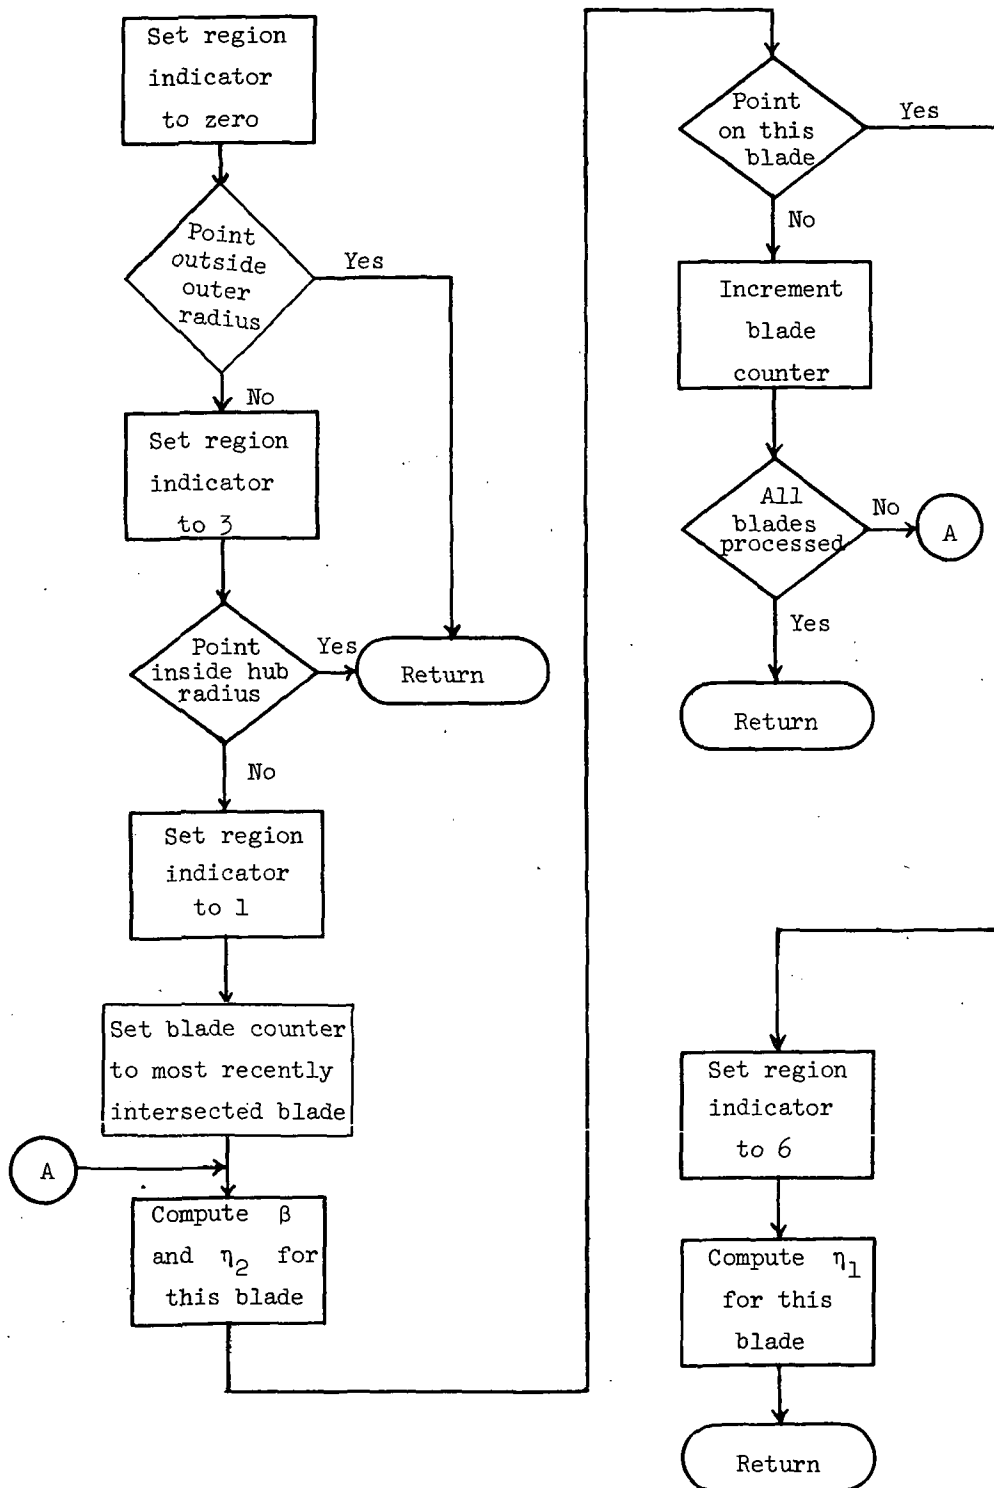 Set region
indicator
to zero
Point
outside
outer
radius
Yes
No
Set region
indicator
to 3
Point
inside hub
radius
Yes
Return
No
Set region
indicator
to 1
Set blade counter
to most recently
intersected blade
A
Compute β
and η₂ for
this blade
Point
on this
blade
Yes
No
Increment
blade
counter
All
blades
processed
No
A
Yes
Return
Set region
indicator
to 6
Compute η₁
for this
blade
Return